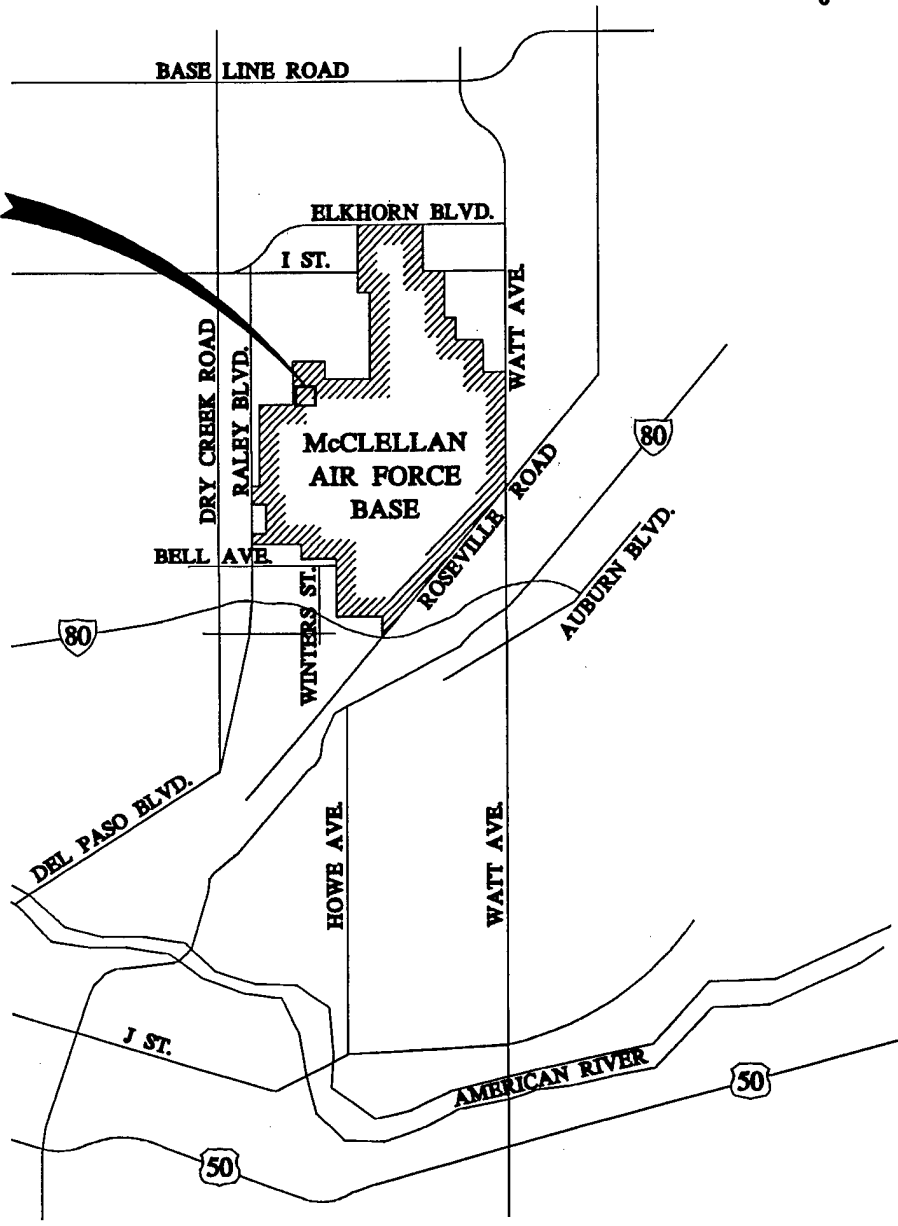 BASE LINE ROAD
ELKHORN BLVD.
I ST.
WATT AVE.
DRY CREEK ROAD
RALEY BLVD.
McCLELLAN
AIR FORCE
BASE
80
ROSEVILLE ROAD
AUBURN BLVD.
BELL AVE.
WINTERS ST.
80
DEL PASO BLVD.
HOWE AVE.
WATT AVE.
J ST.
AMERICAN RIVER
50
50